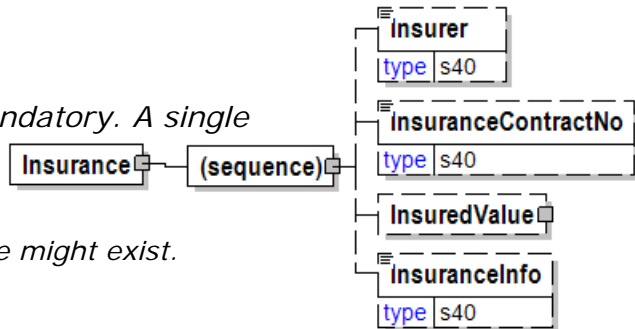 Insurer
type s40
ndatory. A single
InsuranceContractNo
type s40
Insurance
(sequence)
InsuredValue
e might exist.
InsuranceInfo
type s40